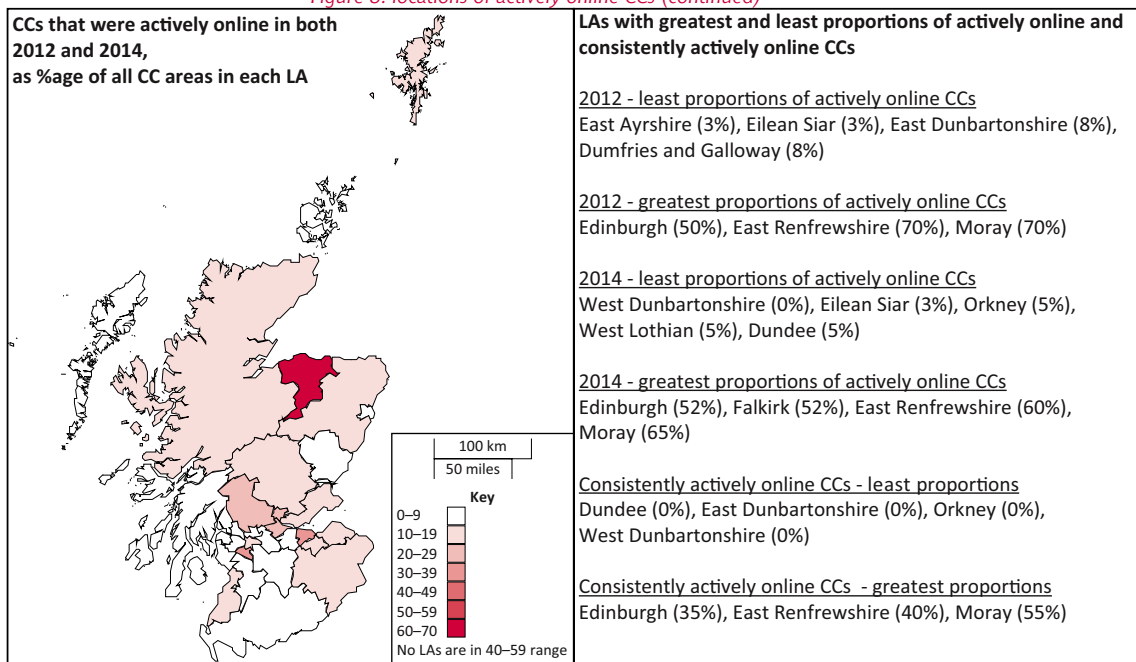 Figure 8: locations of actively online CCs (continued)
CCs that were actively online in both
2012 and 2014,
as %age of all CC areas in each LA
100 km
50 miles
Key
0–9
10–19
20–29
30–39
40–49
50–59
60–70
No LAs are in 40–59 range
LAs with greatest and least proportions of actively online and
consistently actively online CCs
2012 - least proportions of actively online CCs
East Ayrshire (3%), Eilean Siar (3%), East Dunbartonshire (8%),
Dumfries and Galloway (8%)
2012 - greatest proportions of actively online CCs
Edinburgh (50%), East Renfrewshire (70%), Moray (70%)
2014 - least proportions of actively online CCs
West Dunbartonshire (0%), Eilean Siar (3%), Orkney (5%),
West Lothian (5%), Dundee (5%)
2014 - greatest proportions of actively online CCs
Edinburgh (52%), Falkirk (52%), East Renfrewshire (60%),
Moray (65%)
Consistently actively online CCs - least proportions
Dundee (0%), East Dunbartonshire (0%), Orkney (0%),
West Dunbartonshire (0%)
Consistently actively online CCs  - greatest proportions
Edinburgh (35%), East Renfrewshire (40%), Moray (55%)